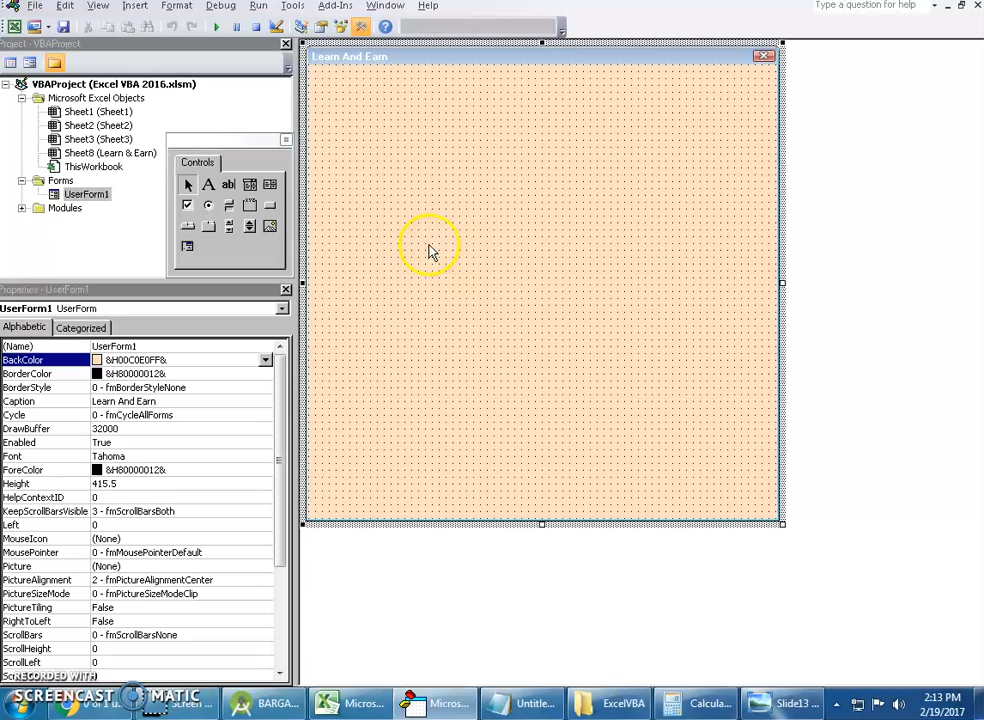 File Edit View Insert Format Debug Run Tools Add-Ins Window Help
Type a question for help
Project - VBAProject
VBAProject (Excel VBA 2016.xlsm)
Microsoft Excel Objects
Sheet1 (Sheet1)
Sheet2 (Sheet2)
Sheet3 (Sheet3)
Sheet8 (Learn & Earn)
ThisWorkbook
Forms
UserForm1
Modules
Controls
A abl
XYZ
Learn And Earn
Properties - UserForm1
UserForm1 UserForm
Alphabetic Categorized
(Name) UserForm1
BackColor &H00C0E0FF&
BorderColor &H80000012&
BorderStyle 0 - fmBorderStyleNone
Caption Learn And Earn
Cycle 0 - fmCycleAllForms
DrawBuffer 32000
Enabled True
Font Tahoma
ForeColor &H80000012&
Height 415.5
HelpContextID 0
KeepScrollBarsVisible 3 - fmScrollBarsBoth
Left 0
MouseIcon (None)
MousePointer 0 - fmMousePointerDefault
Picture (None)
PictureAlignment 2 - fmPictureAlignmentCenter
PictureSizeMode 0 - fmPictureSizeModeClip
PictureTiling False
RightToLeft False
ScrollBars 0 - fmScrollBarsNone
ScrollHeight 0
ScrollLeft 0
RECORDED WITH
SCREENCAST MATIC
Screen ...
BARGA...
Micros...
Micros...
Untitle...
ExcelVBA
Calcula...
Slide13 ...
2:13 PM
2/19/2017